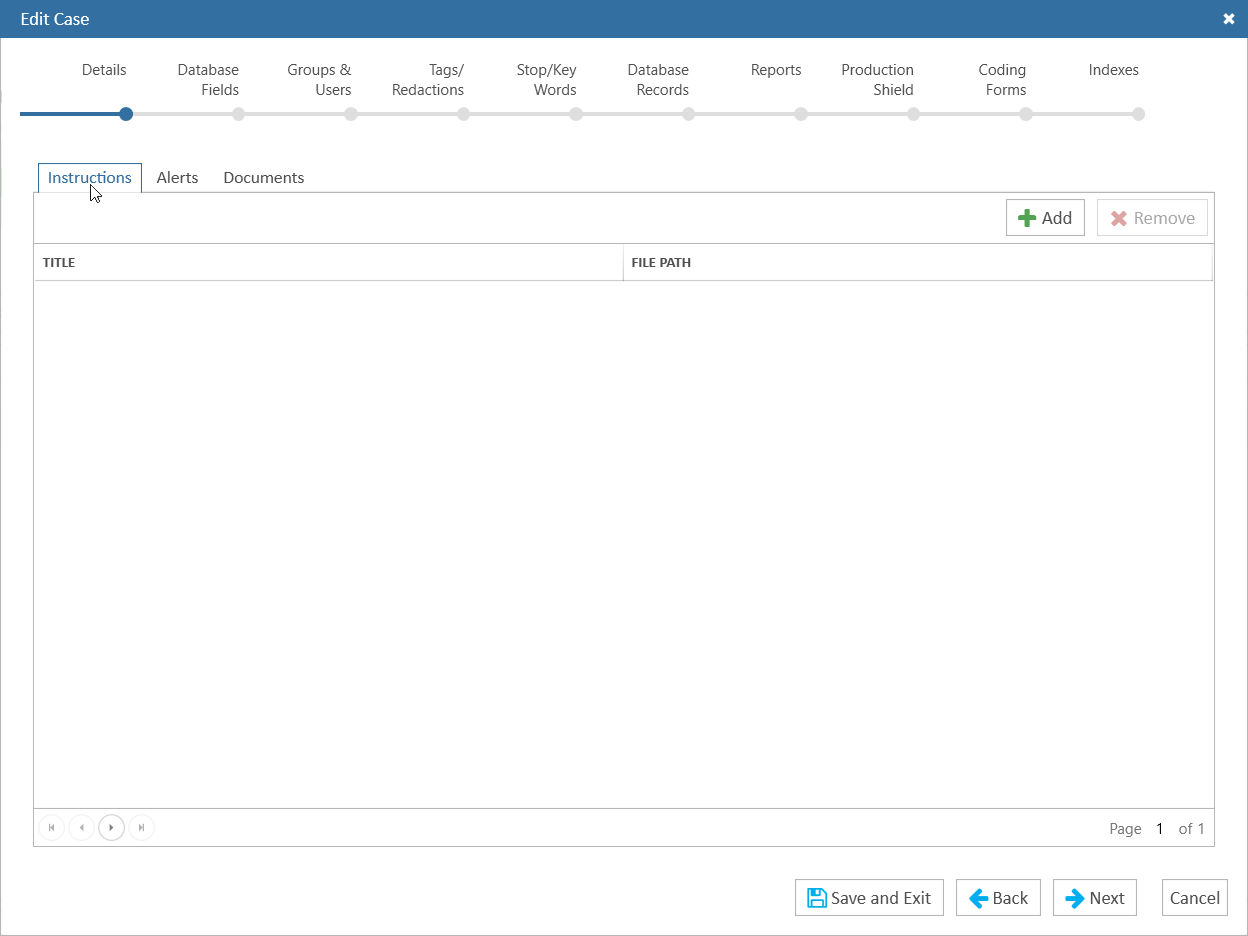 Edit Case
Details
Database
Fields
Groups &
Users
Tags/
Redactions
Stop/Key
Words
Database
Records
Reports
Production
Shield
Coding
Forms
Indexes
Instructions
Alerts
Documents
Add
Remove
TITLE
FILE PATH
Page 1 of 1
Save and Exit
Back
Next
Cancel